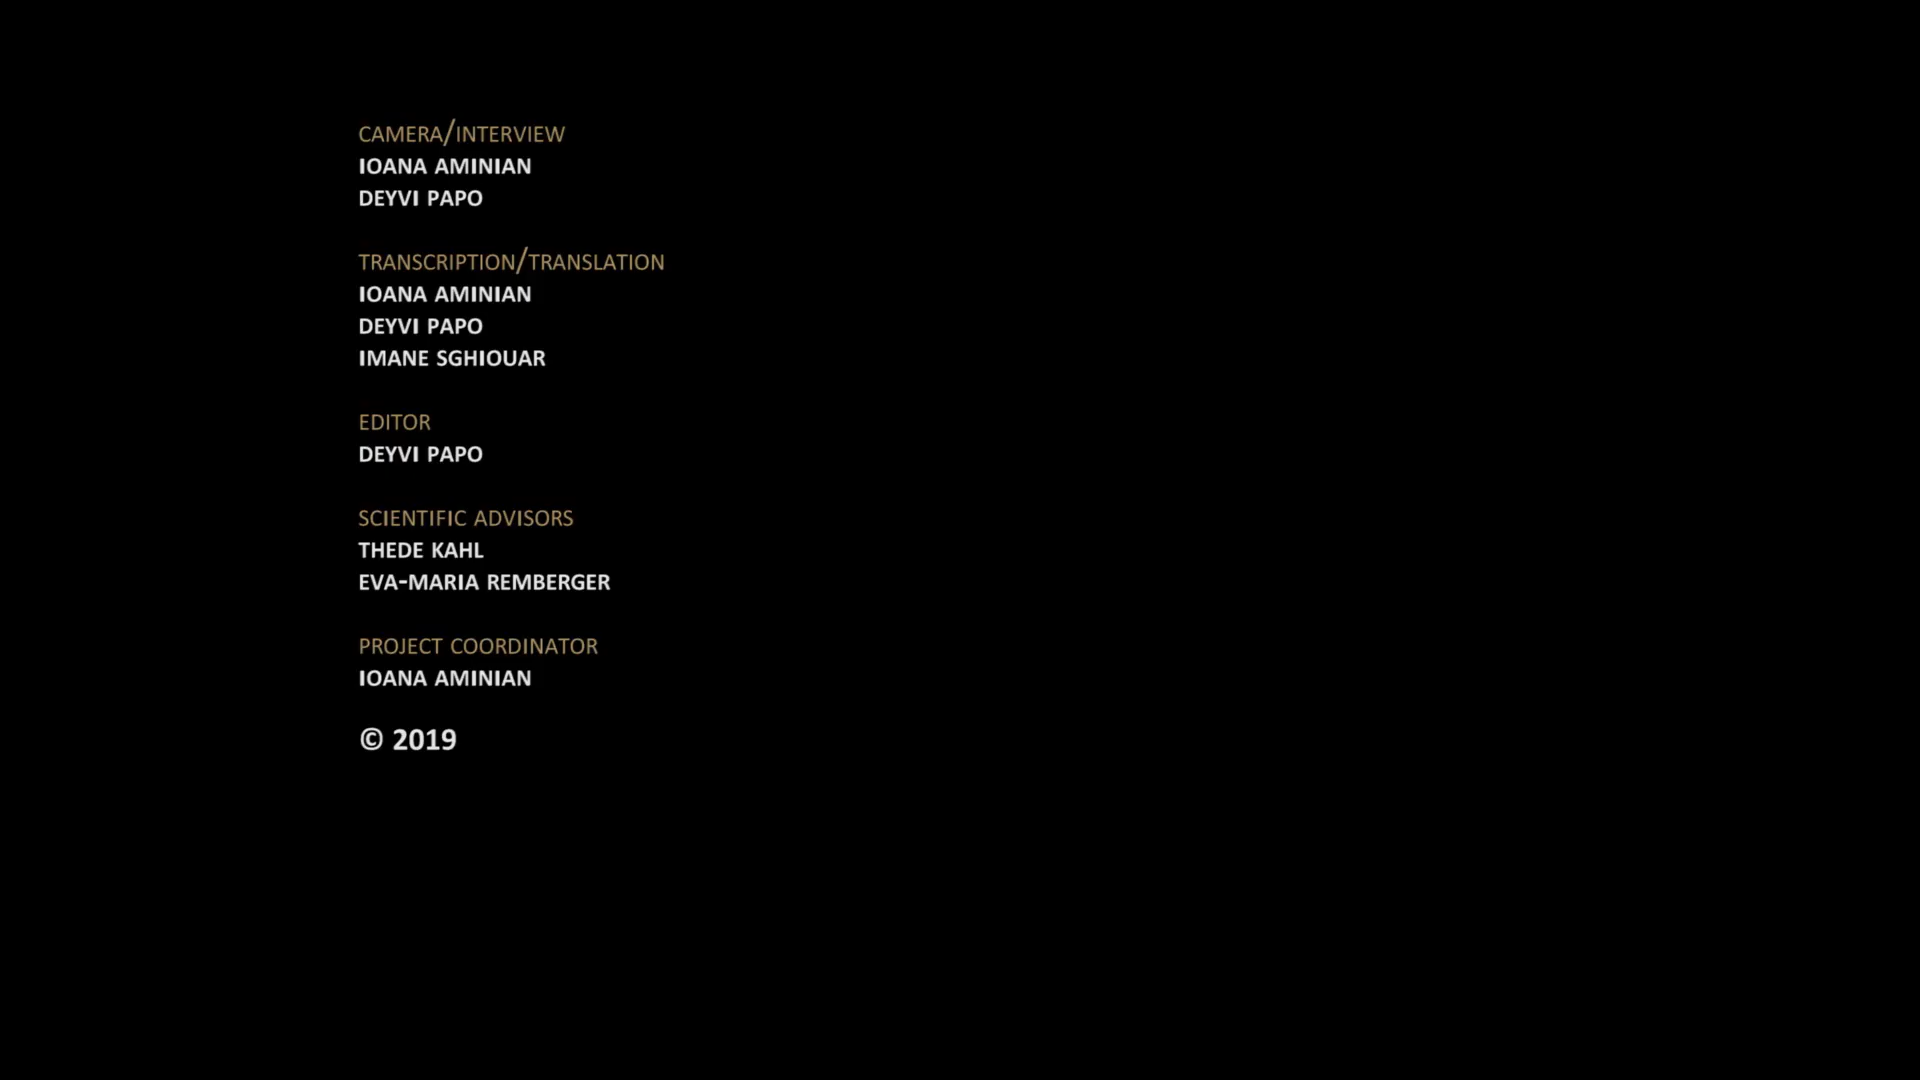 CAMERA/INTERVIEW
IOANA AMINIAN
DEYVI PAPO
TRANSCRIPTION/TRANSLATION
IOANA AMINIAN
DEYVI PAPO
IMANE SGHIOUAR
EDITOR
DEYVI PAPO
SCIENTIFIC ADVISORS
THEDE KAHL
EVA-MARIA REMBERGER
PROJECT COORDINATOR
IOANA AMINIAN
© 2019